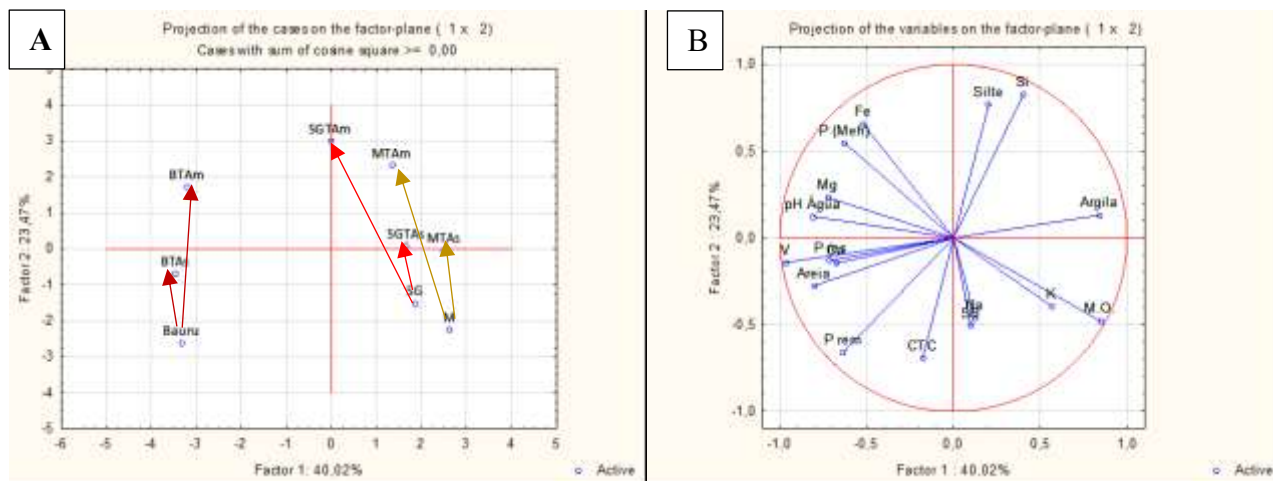 A
Projection of the cases on the factor-plane ( 1 x 2)
Cases with sum of cosine square >= 0,00
5
4
3
2
1
0
-1
-2
-3
-4
-5
Factor 2: 23,47%
SGTAm
MTAm
BTAm
SGTAs
MTAs
BTAs
SG
M
Bauru
-6
-5
-4
-3
-2
-1
0
1
2
3
4
5
Factor 1: 40,02%
Active
B
Projection of the variables on the factor-plane ( 1 x 2)
1,0
0,5
0,0
-0,5
-1,0
Factor 2 : 23,47%
Si
Silte
Fe
P (Meh)
Mg
pH Água
Argila
V
P
Areia
K
Na
M.O.
P rem
CTC
-1,0
-0,5
0,0
0,5
1,0
Factor 1 : 40,02%
Active